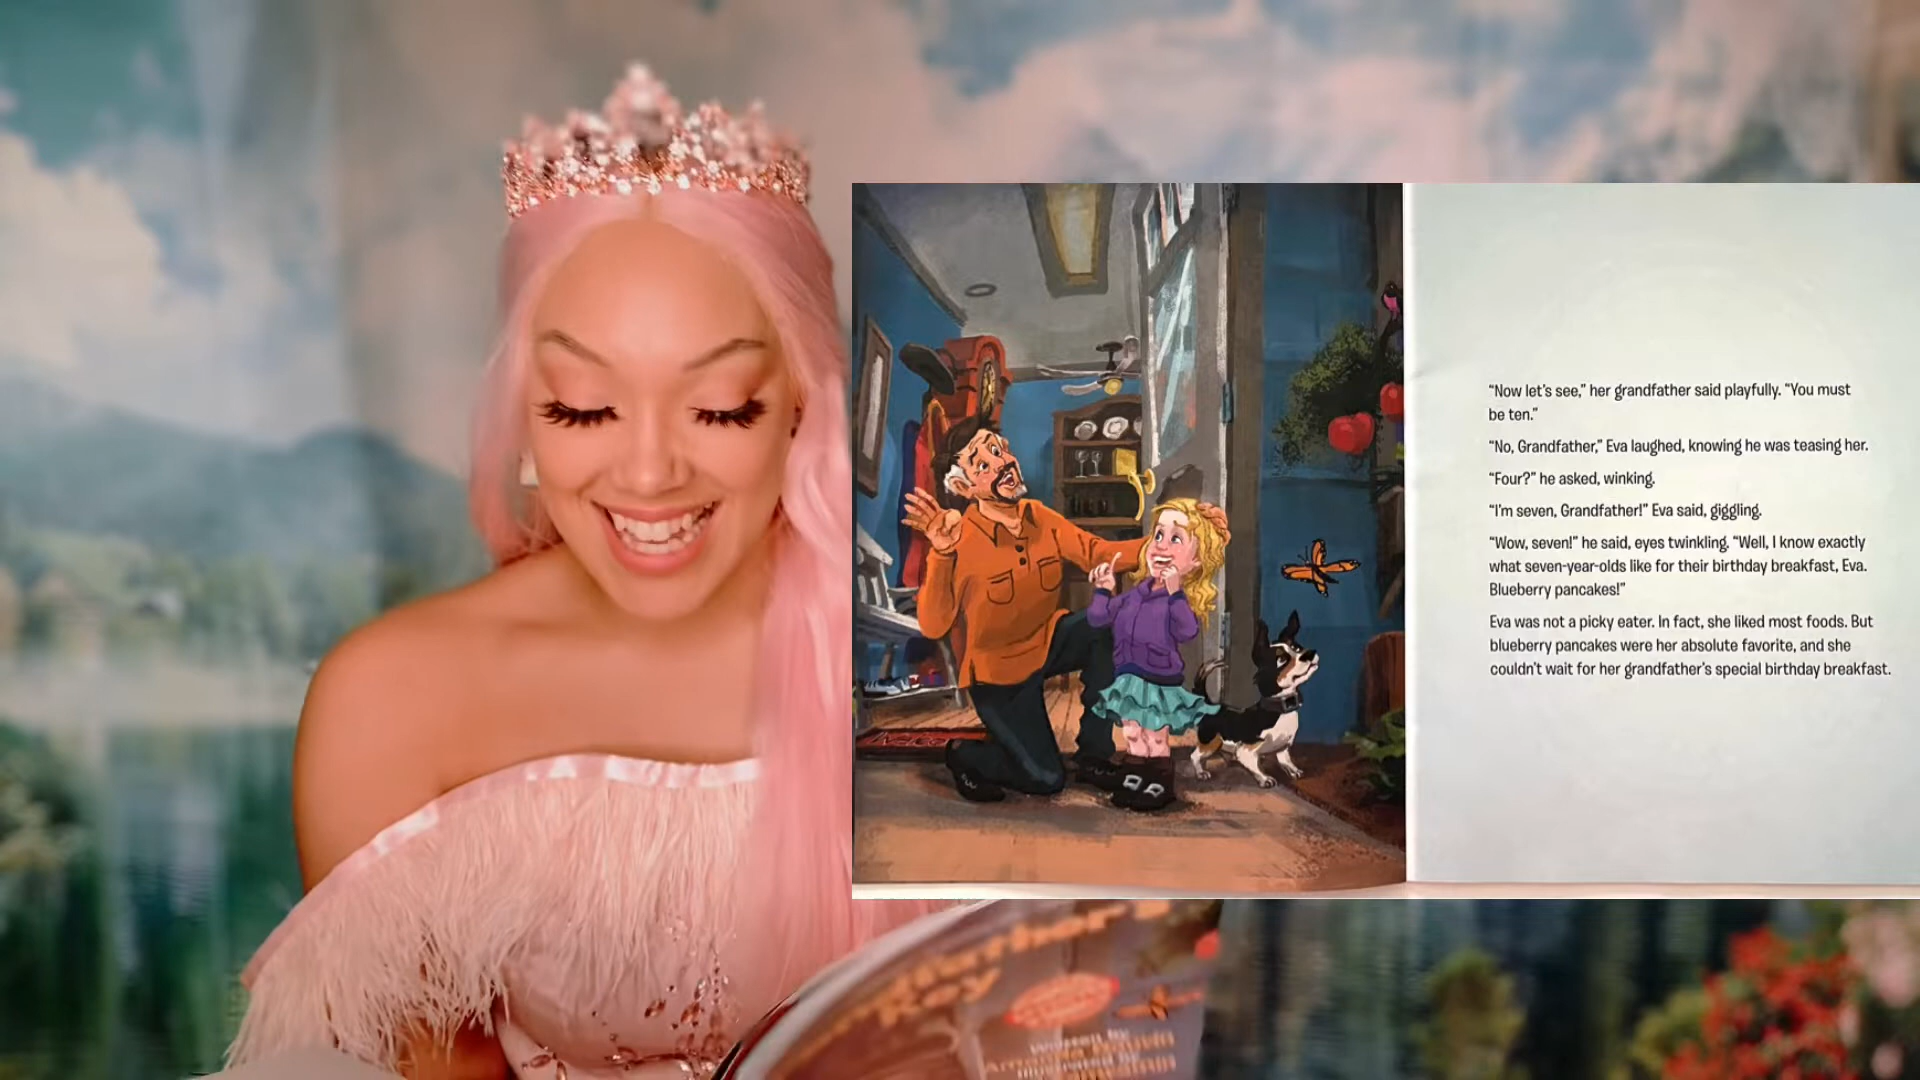 “Now let’s see,” her grandfather said playfully. “You must
be ten.”
“No, Grandfather,” Eva laughed, knowing he was teasing her.
“Four?” he asked, winking.
“I’m seven, Grandfather!” Eva said, giggling.
“Wow, seven!” he said, eyes twinkling. “Well, I know exactly
what seven-year-olds like for their birthday breakfast, Eva.
Blueberry pancakes!”
Eva was not a picky eater. In fact, she liked most foods. But
blueberry pancakes were her absolute favorite, and she
couldn’t wait for her grandfather’s special birthday breakfast.
Key